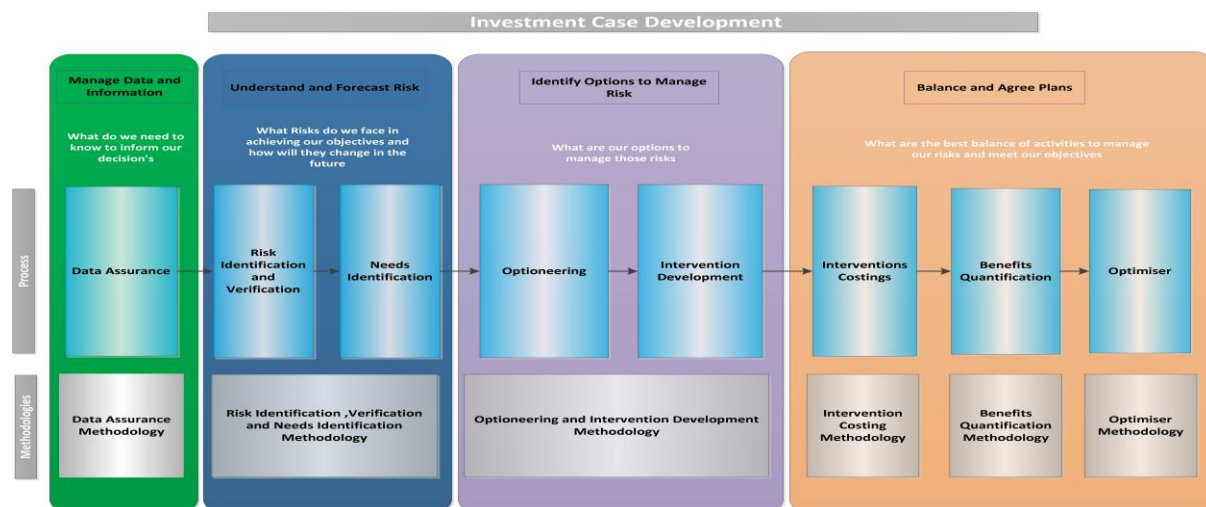 Investment Case Development
Manage Data and
Information
What do we need to
know to inform our
decision's
Understand and Forecast Risk
What Risks do we face in
achieving our objectives and
how will they change in the
future
Identify Options to Manage
Risk
What are our options to
manage those risks
Balance and Agree Plans
What are the best balance of activities to manage
our risks and meet our objectives
Process
Data Assurance
Risk
Identification
and
Verification
Needs
Identification
Optioneering
Intervention
Development
Interventions
Costings
Benefits
Quantification
Optimiser
Methodologies
Data Assurance
Methodology
Risk Identification ,Verification
and Needs Identification
Methodology
Optioneering and Intervention Development
Methodology
Intervention
Costing
Methodology
Benefits
Quantification
Methodology
Optimiser
Methodology